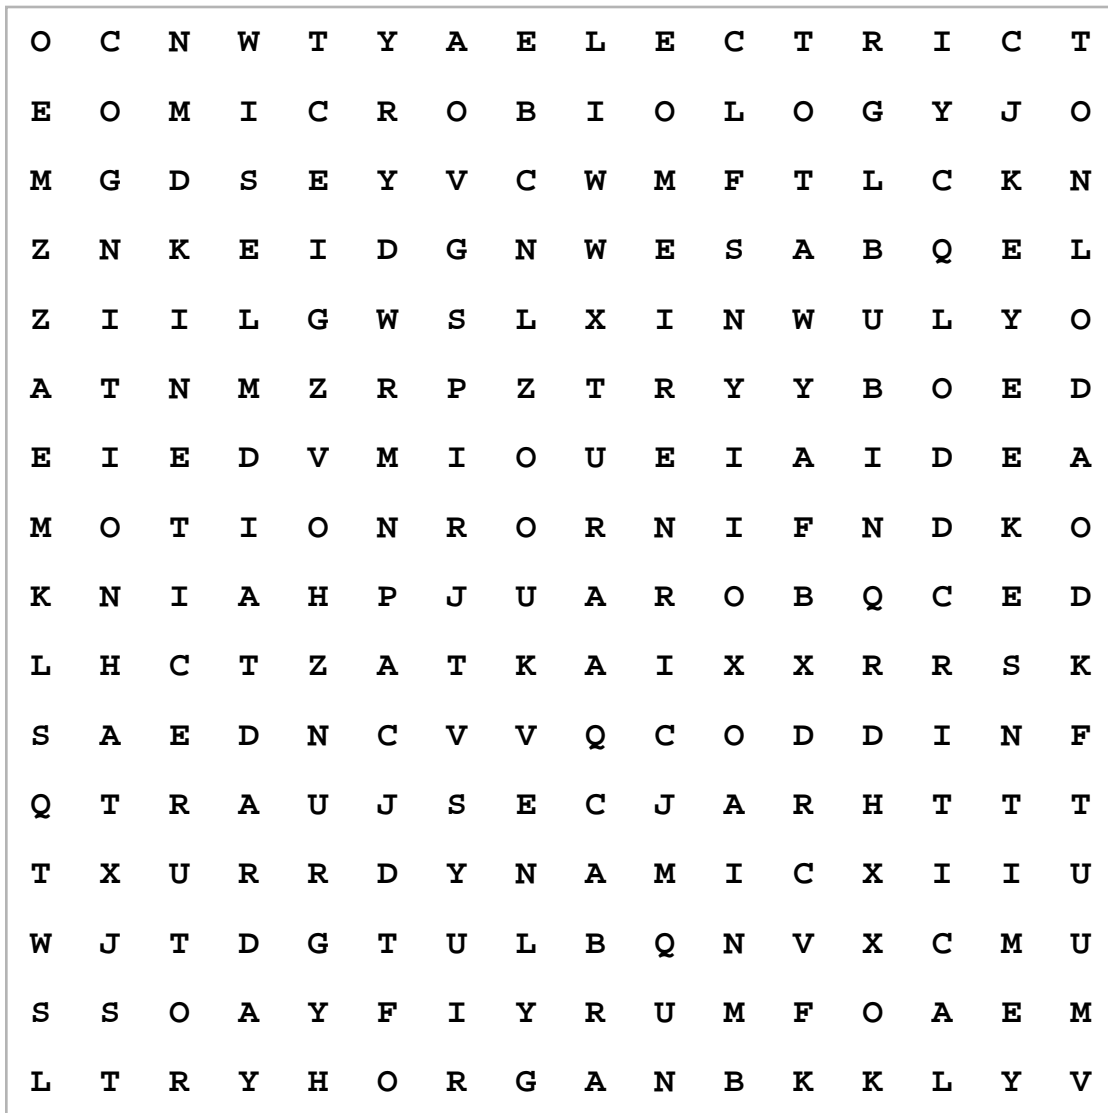 O C N W T Y A E L E C T R I C T
E O M I C R O B I O L O G Y J O
M G D S E Y V C W M F T L C K N
Z N K E I D G N W E S A B Q E L
Z I I L G W S L X I N W U L Y O
A T N M Z R P Z T R Y Y B O E D
E I E D V M I O U E I A I D E A
M O T I O N R O R N I F N D K O
K N I A H P J U A R O B Q C E D
L H C T Z A T K A I X X R R S K
S A E D N C V V Q C O D D I N F
Q T R A U J S E C J A R H T T T
T X U R R D Y N A M I C X I I U
W J T D G T U L B Q N V X C M U
S S O A Y F I Y R U M F O A E M
L T R Y H O R G A N B K K L Y V